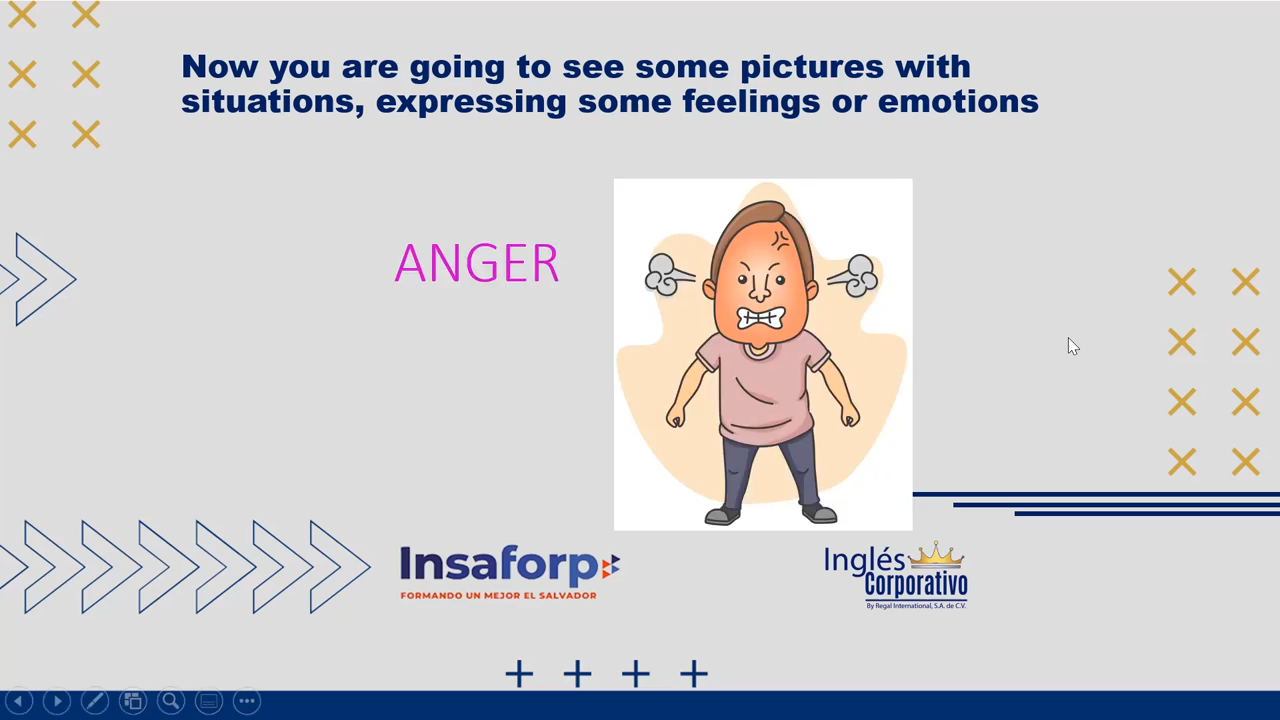 Now you are going to see some pictures with
situations, expressing some feelings or emotions
ANGER
Insaforp
FORMANDO UN MEJOR EL SALVADOR
Inglés
Corporativo
By Regal International, S.A. de C.V.